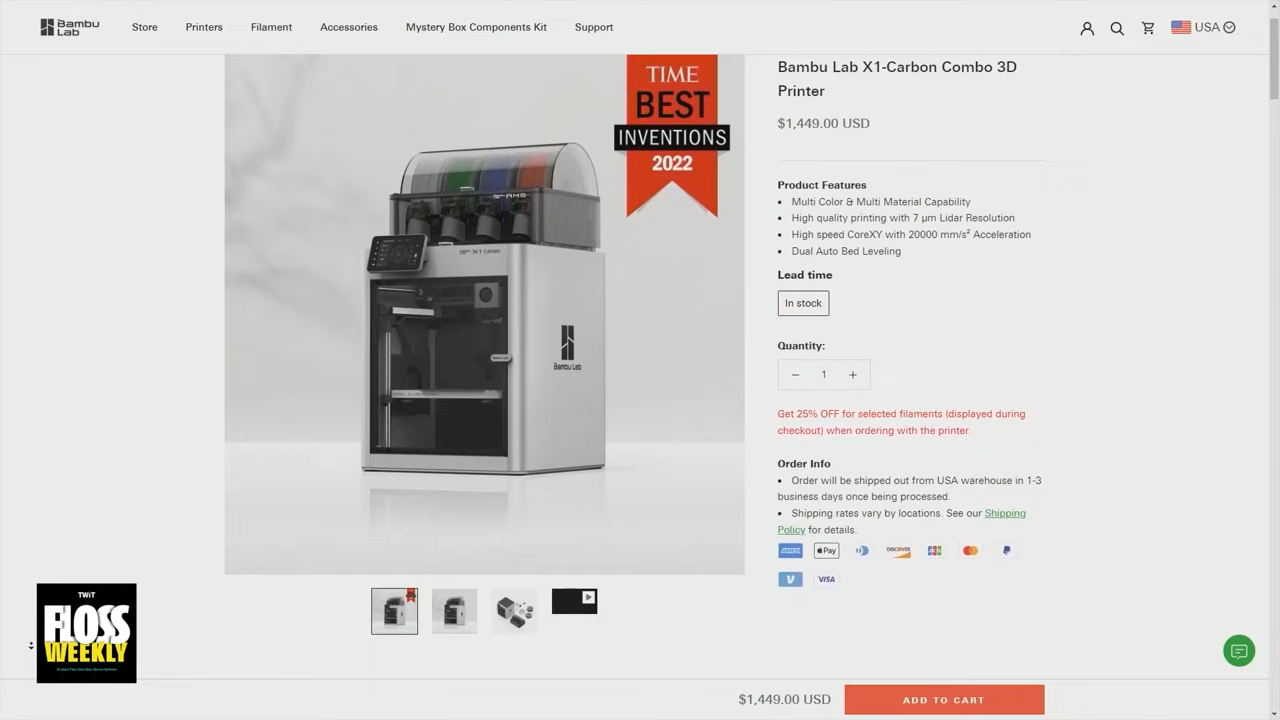 Bambu
Lab
Store
Printers
Filament
Accessories
Mystery Box Components Kit
Support
USA
TIME
BEST
INVENTIONS
2022
AMS
X1-Carbon
Bambu Lab
Bambu Lab X1-Carbon Combo 3D
Printer
$1,449.00 USD
Product Features
• Multi Color & Multi Material Capability
• High quality printing with 7 μm Lidar Resolution
• High speed CoreXY with 20000 mm/s² Acceleration
• Dual Auto Bed Leveling
Lead time
In stock
Quantity:
− 1 +
Get 25% OFF for selected filaments (displayed during
checkout) when ordering with the printer.
Order Info
• Order will be shipped out from USA warehouse in 1-3
business days once being processed.
• Shipping rates vary by locations. See our Shipping
Policy for details.
AMEX
Pay
DISCOVER
JCB
VISA
TWiT
FLOSS
WEEKLY
$1,449.00 USD
ADD TO CART